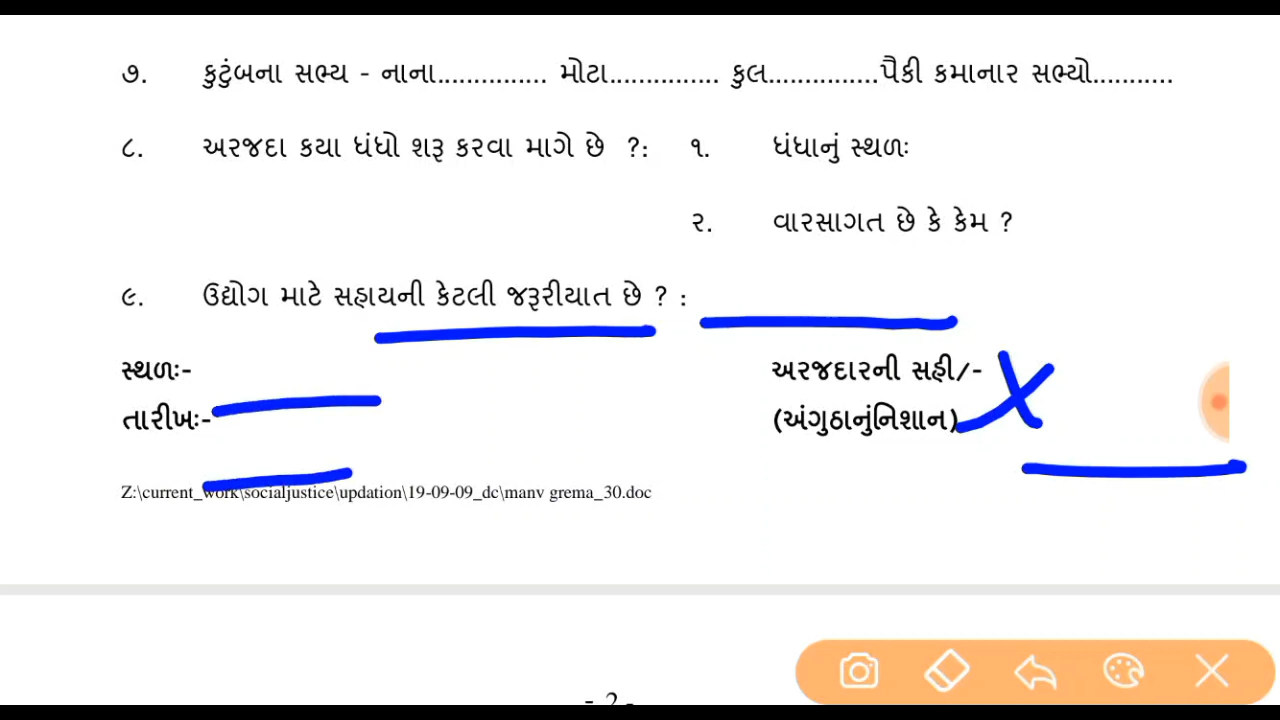 ૭. કુટુંબના સભ્ય - નાના............... મોટા............... કુલ...............પૈકી કમાનાર સભ્યો...........
૮. અરજદા કયા ધંધો શરૂ કરવા માગે છે ?: ૧. ધંધાનું સ્થળઃ
૨. વારસાગત છે કે કેમ ?
૯. ઉદ્યોગ માટે સહાયની કેટલી જરૂરીયાત છે ? :
સ્થળઃ- અરજદારની સહી/-
તારીખઃ- (અંગુઠાનુંનિશાન)
Z:\current_work\socialjustice\updation\19-09-09_dc\manv grema_30.doc
- 2 -